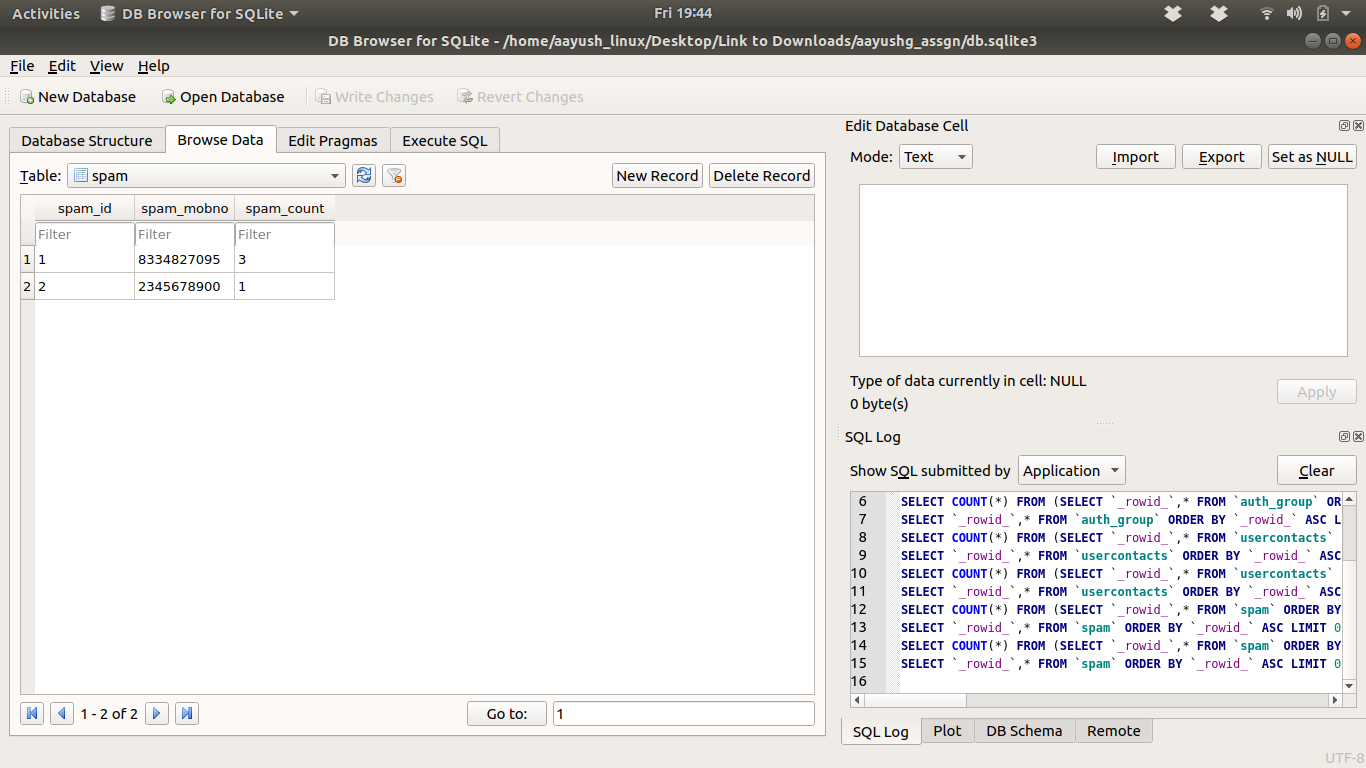 Activities DB Browser for SQLite Fri 19:44
DB Browser for SQLite - /home/aayush_linux/Desktop/Link to Downloads/aayushg_assgn/db.sqlite3
File Edit View Help
New Database Open Database Write Changes Revert Changes
Database Structure Browse Data Edit Pragmas Execute SQL
Table: spam New Record Delete Record
spam_id spam_mobno spam_count
Filter Filter Filter
1 1 8334827095 3
2 2 2345678900 1
1 - 2 of 2 Go to: 1
Edit Database Cell
Mode: Text Import Export Set as NULL
Type of data currently in cell: NULL
0 byte(s)
Apply
SQL Log
Show SQL submitted by Application Clear
6 SELECT COUNT(*) FROM (SELECT `_rowid_`,* FROM `auth_group` OR
7 SELECT `_rowid_`,* FROM `auth_group` ORDER BY `_rowid_` ASC L
8 SELECT COUNT(*) FROM (SELECT `_rowid_`,* FROM `usercontacts`
9 SELECT `_rowid_`,* FROM `usercontacts` ORDER BY `_rowid_` ASC
10 SELECT COUNT(*) FROM (SELECT `_rowid_`,* FROM `usercontacts`
11 SELECT `_rowid_`,* FROM `usercontacts` ORDER BY `_rowid_` ASC
12 SELECT COUNT(*) FROM (SELECT `_rowid_`,* FROM `spam` ORDER BY
13 SELECT `_rowid_`,* FROM `spam` ORDER BY `_rowid_` ASC LIMIT 0
14 SELECT COUNT(*) FROM (SELECT `_rowid_`,* FROM `spam` ORDER BY
15 SELECT `_rowid_`,* FROM `spam` ORDER BY `_rowid_` ASC LIMIT 0
16
SQL Log Plot DB Schema Remote
UTF-8